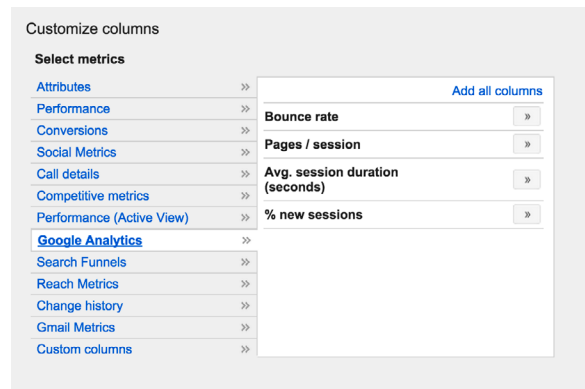 Customize columns
Select metrics
Attributes »
Performance »
Conversions »
Social Metrics »
Call details »
Competitive metrics »
Performance (Active View) »
Google Analytics »
Search Funnels »
Reach Metrics »
Change history »
Gmail Metrics »
Custom columns »
Add all columns
Bounce rate »
Pages / session »
Avg. session duration
(seconds) »
% new sessions »